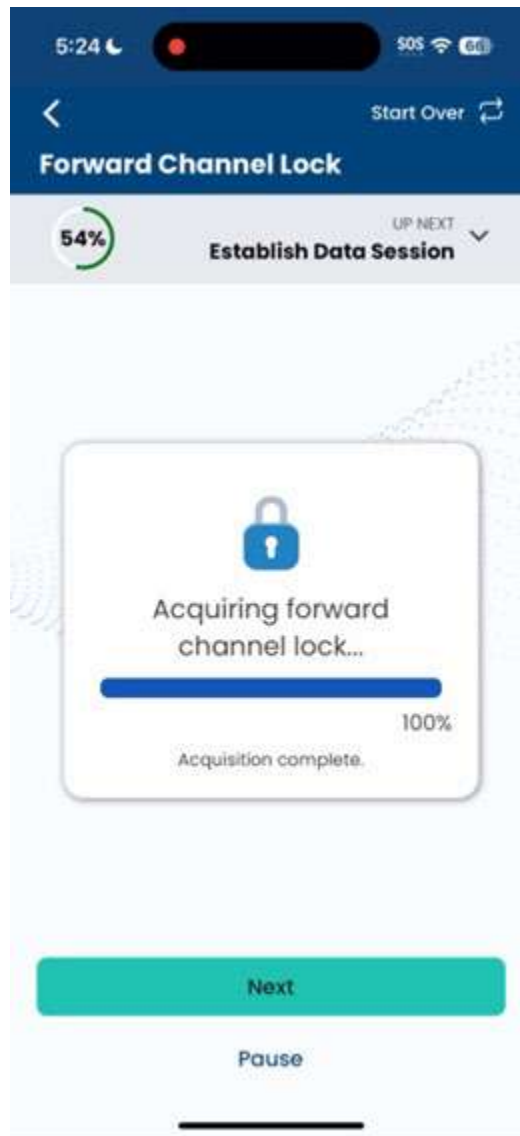 5:24
SOS 60
Start Over
Forward Channel Lock
54%
UP NEXT
Establish Data Session
Acquiring forward
channel lock...
100%
Acquisition complete.
Next
Pause